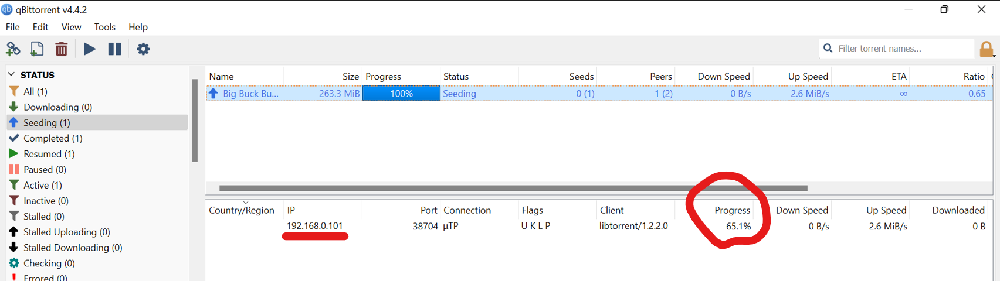 qBittorrent v4.4.2
File Edit View Tools Help
Filter torrent names...
STATUS
All (1)
Downloading (0)
Seeding (1)
Completed (1)
Resumed (1)
Paused (0)
Active (1)
Inactive (0)
Stalled (0)
Stalled Uploading (0)
Stalled Downloading (0)
Checking (0)
Errored (0)
Name Size Progress Status Seeds Peers Down Speed Up Speed ETA Ratio
Big Buck Bu... 263.3 MiB 100% Seeding 0 (1) 1 (2) 0 B/s 2.6 MiB/s ∞ 0.65
Country/Region IP Port Connection Flags Client Progress Down Speed Up Speed Downloaded
192.168.0.101 38704 μTP U K L P libtorrent/1.2.2.0 65.1% 0 B/s 2.6 MiB/s 0 B